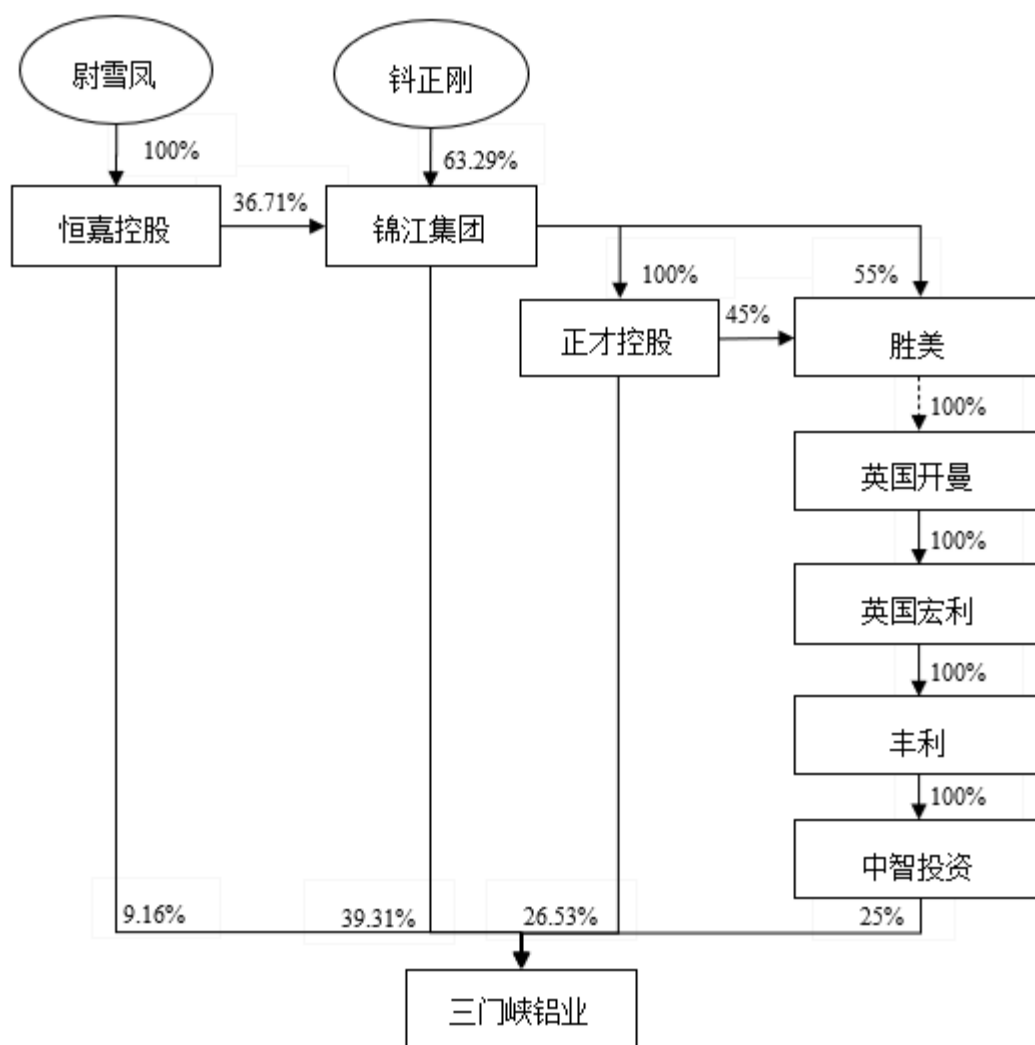 尉雪凤
钭正刚
100%
63.29%
恒嘉控股
36.71%
锦江集团
100%
55%
正才控股
45%
胜美
100%
英国开曼
100%
英国宏利
100%
丰利
100%
中智投资
9.16%
39.31%
26.53%
25%
三门峡铝业